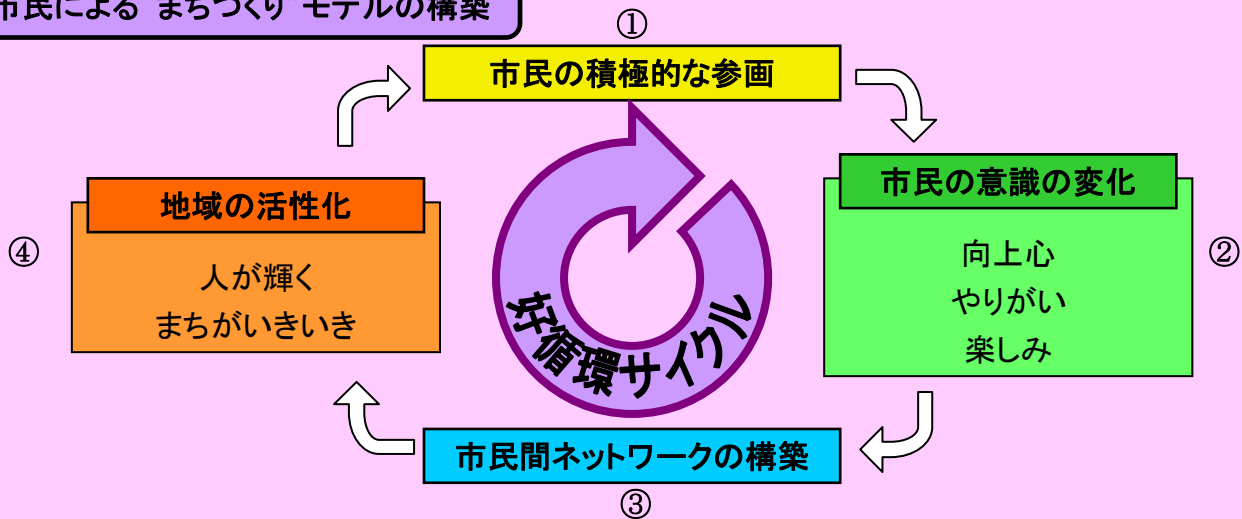 市民による”まちづくり”モデルの構築
①
市民の積極的な参画
市民の意識の変化
向上心
やりがい
楽しみ
②
市民間ネットワークの構築
③
地域の活性化
人が輝く
まちがいきいき
④
好循環サイクル